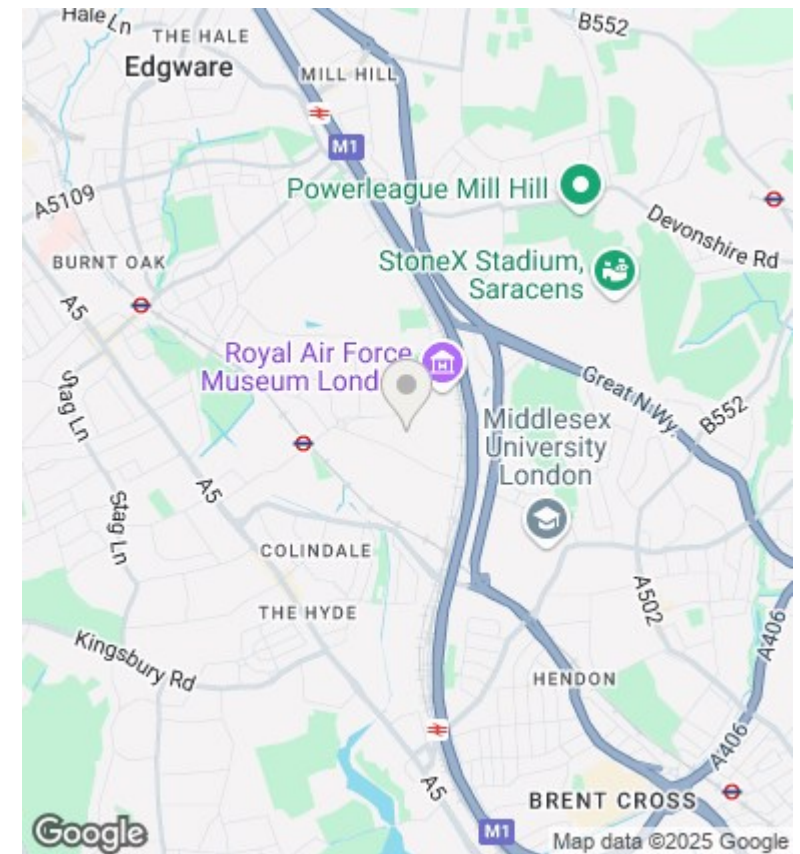 Hale Ln
THE HALE
Edgware
MILL HILL
B552
M1
Powerleague Mill Hill
A5109
Devonshire Rd
BURNT OAK
StoneX Stadium,
Saracens
A5
Royal Air Force
Museum Lond
Great N Wy.
B552
Stag Ln
Middlesex
University
London
A5
Stag Ln
COLINDALE
A502
THE HYDE
A406
Kingsbury Rd
HENDON
A406
A5
BRENT CROSS
M1
Google
Map data ©2025 Google